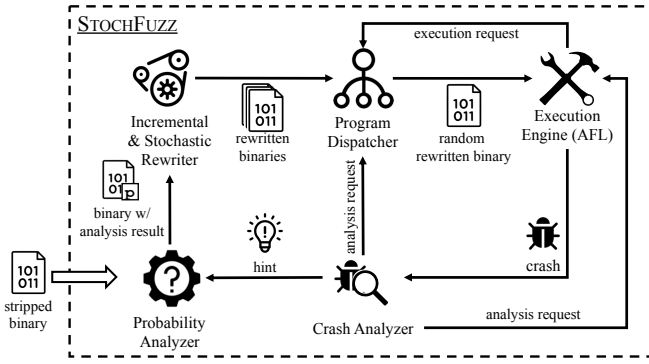 STOCHFUZZ
execution request
101
011
Incremental
& Stochastic
Rewriter
101
011
rewritten
binaries
Program
Dispatcher
101
011
random
rewritten binary
Execution
Engine (AFL)
101
01
p
binary w/
analysis result
analysis request
hint
crash
101
011
stripped
binary
?
Probability
Analyzer
Crash Analyzer
analysis request